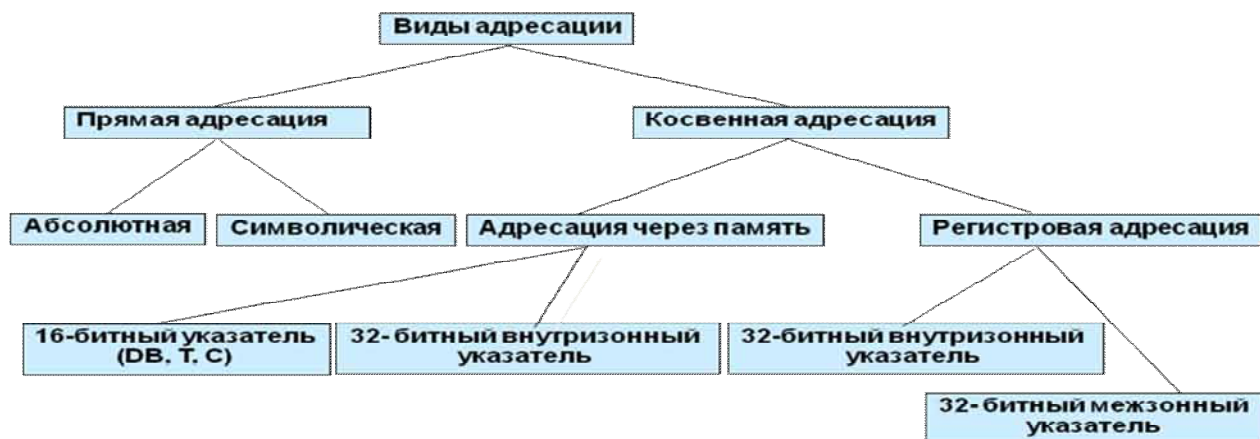 Виды адресации
Прямая адресация
Косвенная адресация
Абсолютная
Символическая
Адресация через память
Регистровая адресация
16-битный указатель
(DB, T, C)
32- битный внутризонный
указатель
32-битный внутризонный
указатель
32- битный межзонный
указатель